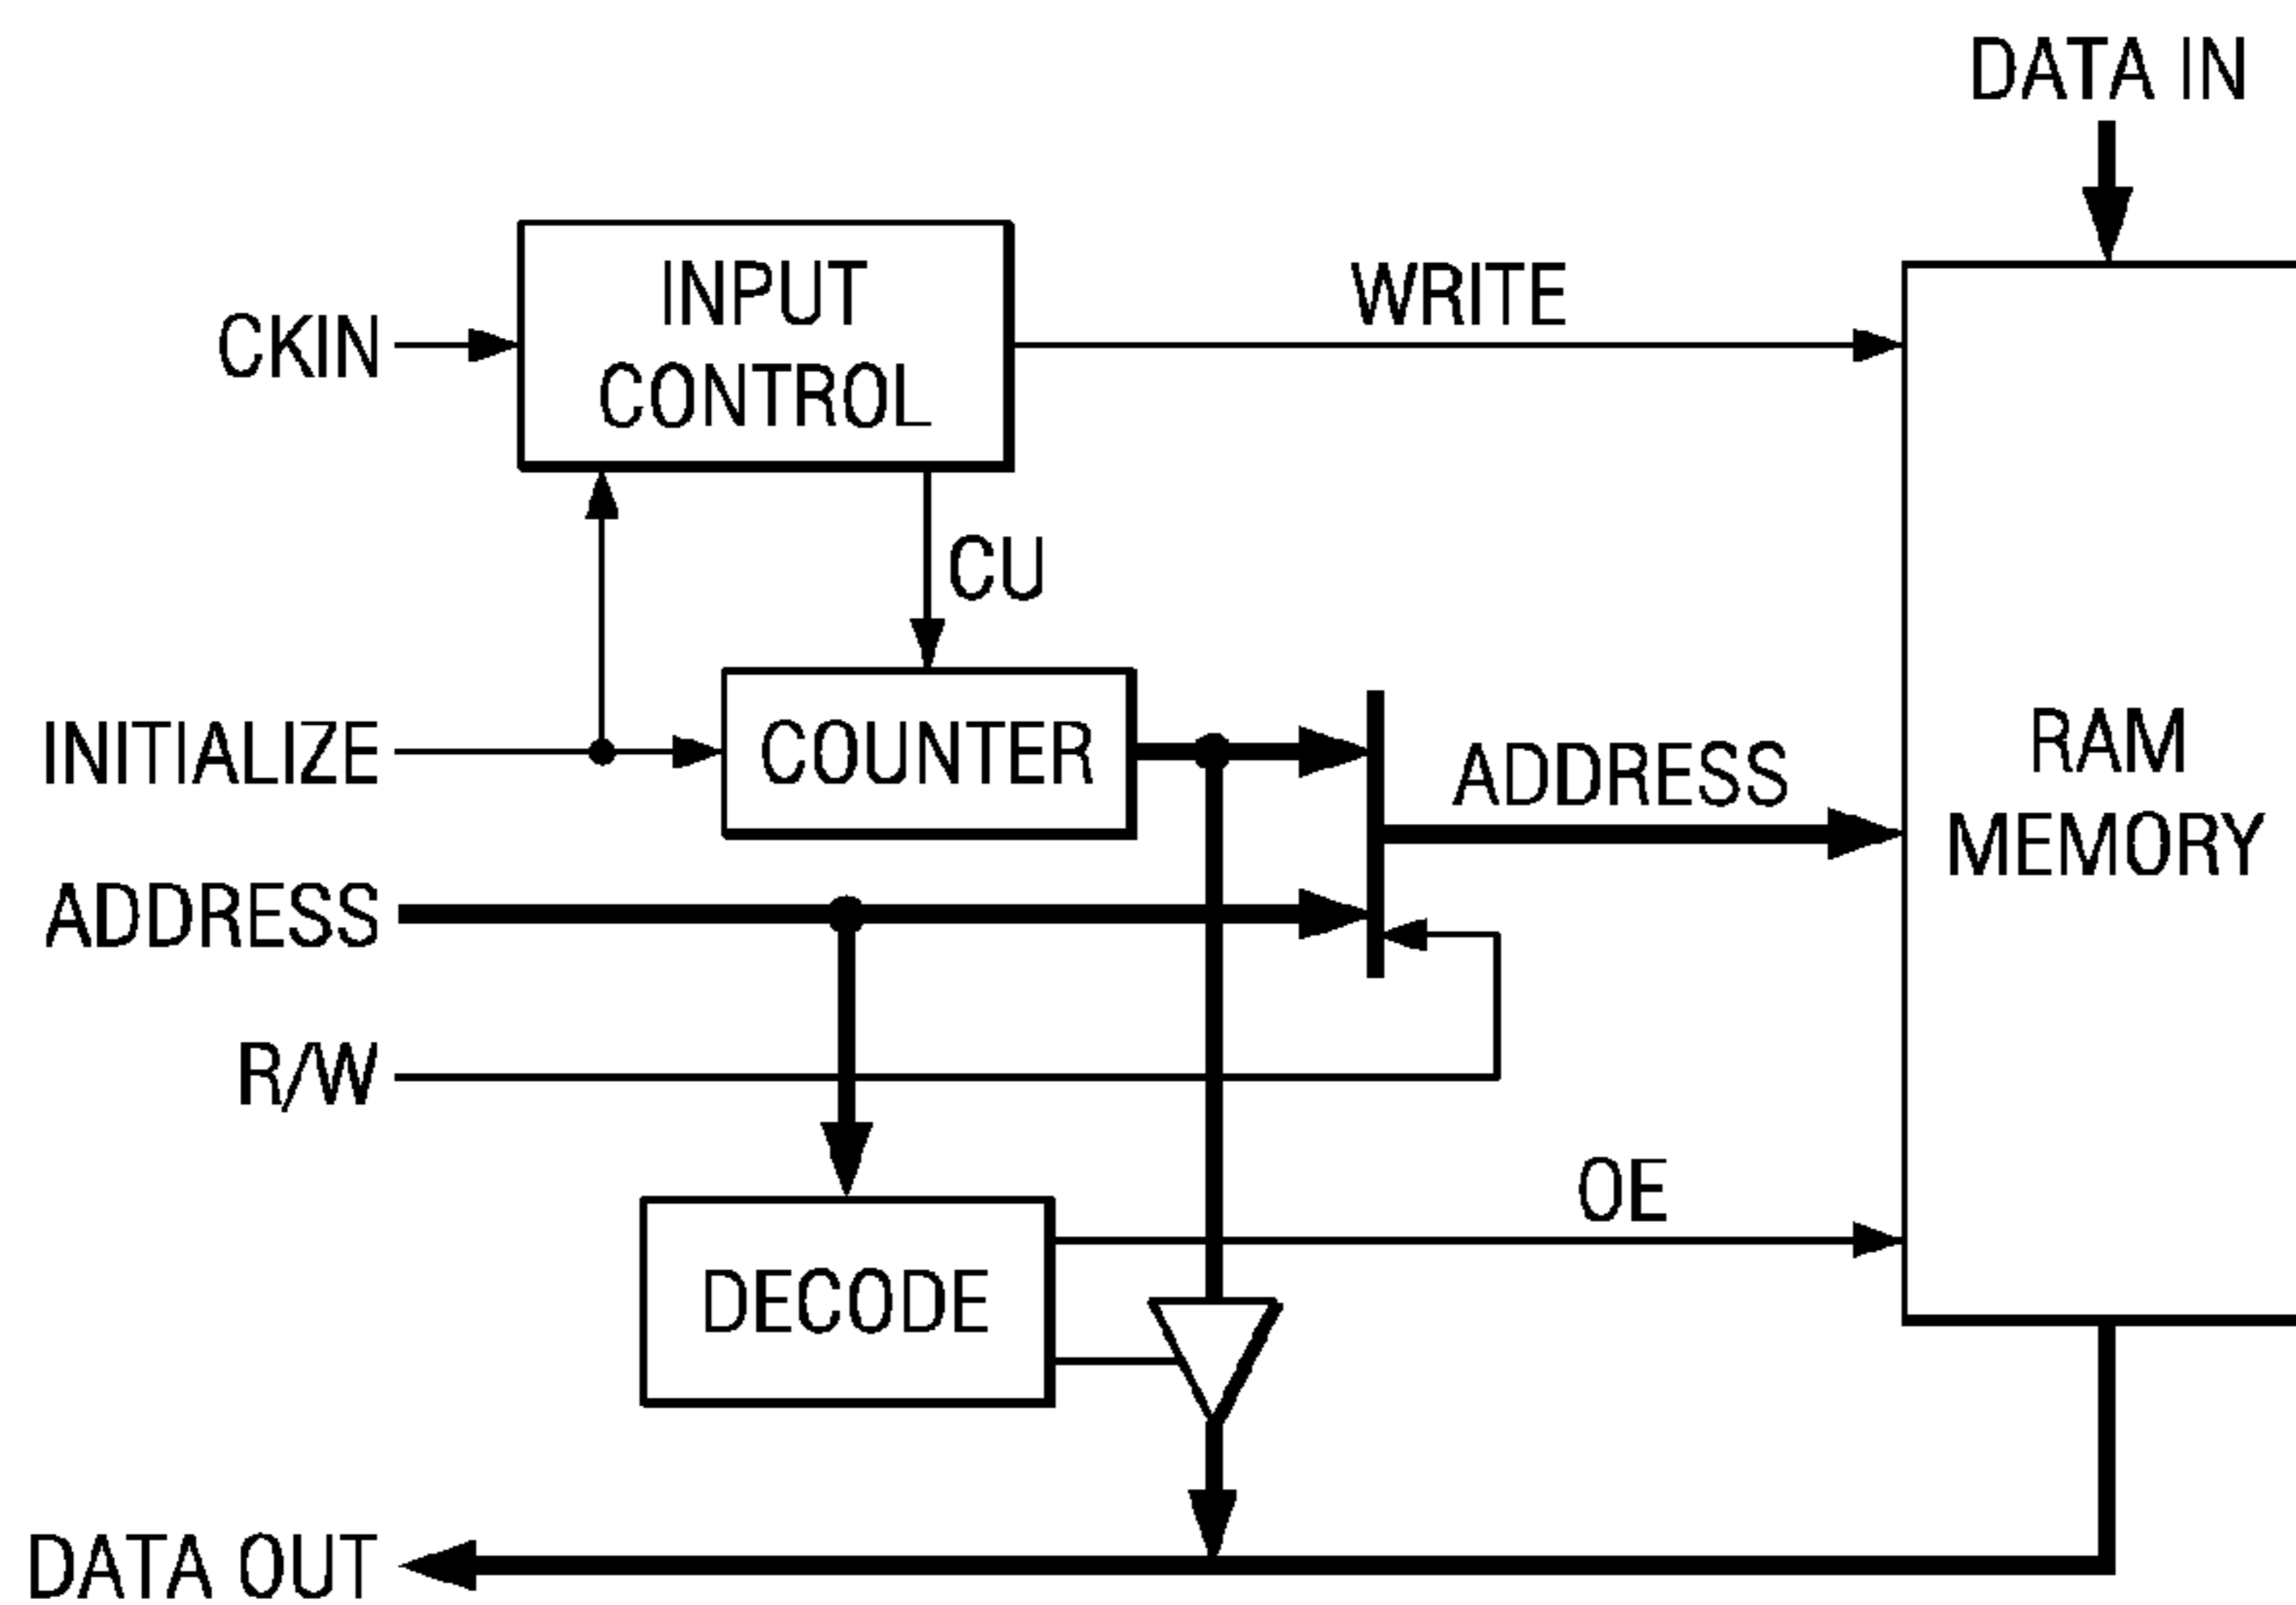 DATA IN
INPUT
CONTROL
CKIN
WRITE
CU
INITIALIZE
COUNTER
ADDRESS
RAM
MEMORY
ADDRESS
R/W
OE
DECODE
DATA OUT